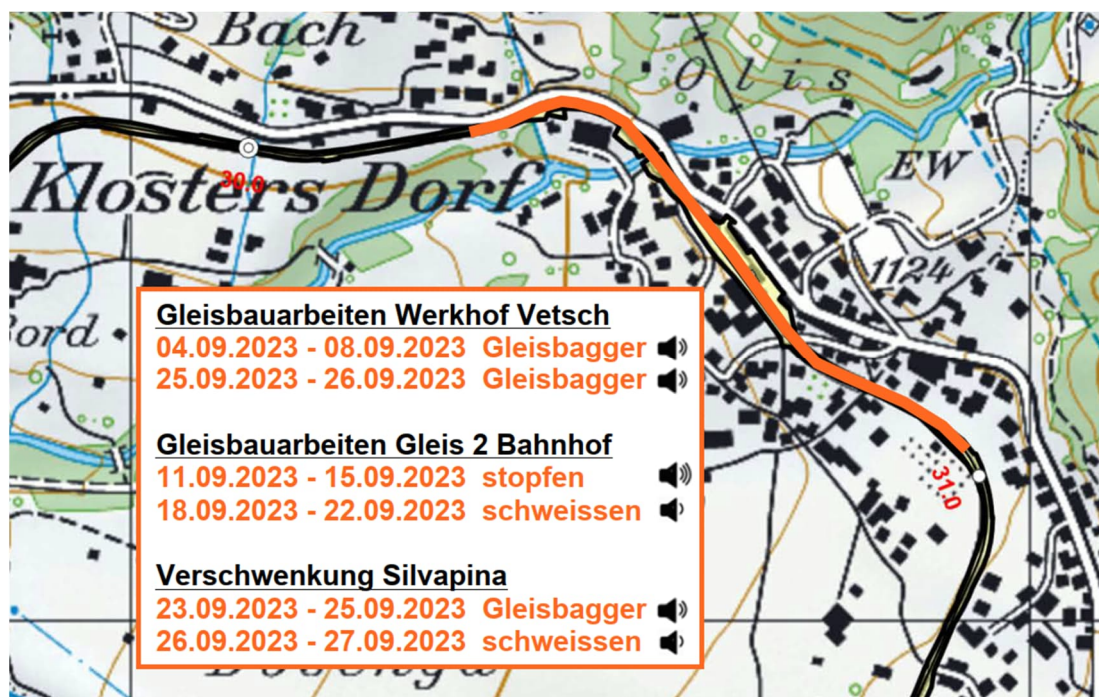 Bach
Olis
Klosters Dorf
30.0
EW
1124
ord
Gleisbauarbeiten Werkhof Vetsch
04.09.2023 - 08.09.2023 Gleisbagger
25.09.2023 - 26.09.2023 Gleisbagger
Gleisbauarbeiten Gleis 2 Bahnhof
11.09.2023 - 15.09.2023 stopfen
18.09.2023 - 22.09.2023 schweissen
31.0
Verschwenkung Silvapina
23.09.2023 - 25.09.2023 Gleisbagger
26.09.2023 - 27.09.2023 schweissen